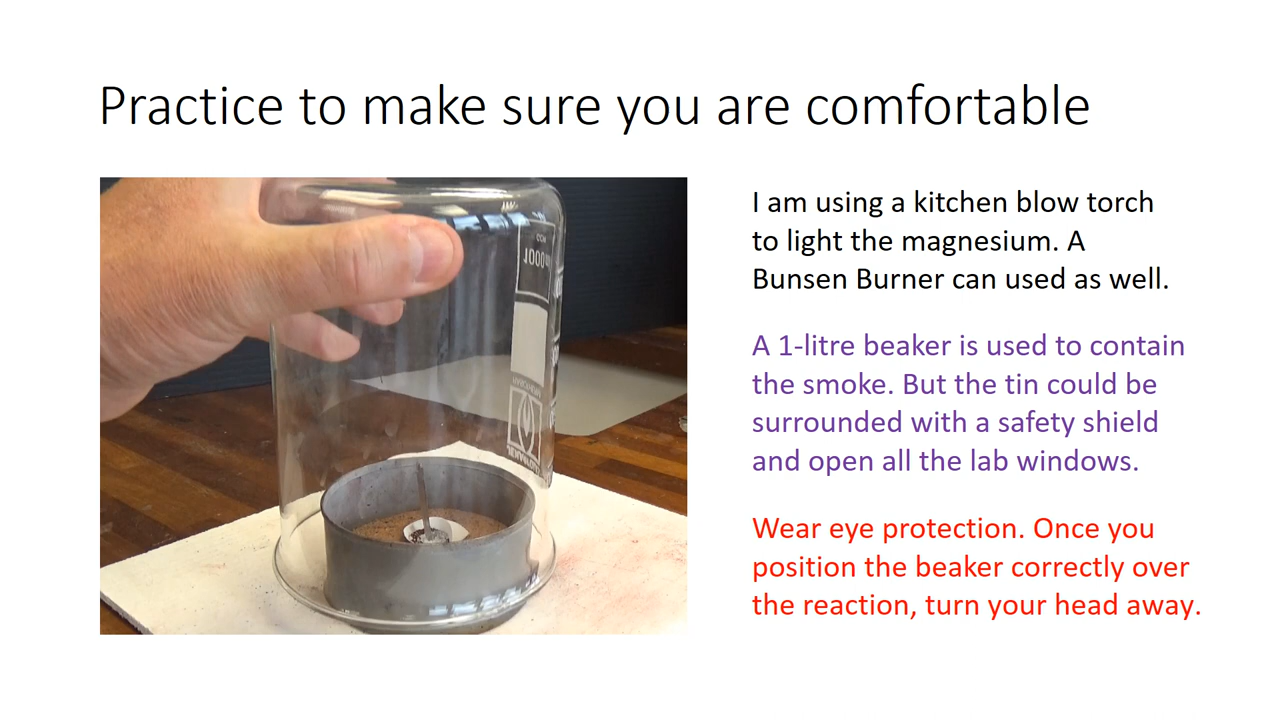 Practice to make sure you are comfortable
I am using a kitchen blow torch
to light the magnesium. A
Bunsen Burner can used as well.
A 1-litre beaker is used to contain
the smoke. But the tin could be
surrounded with a safety shield
and open all the lab windows.
Wear eye protection. Once you
position the beaker correctly over
the reaction, turn your head away.
1000